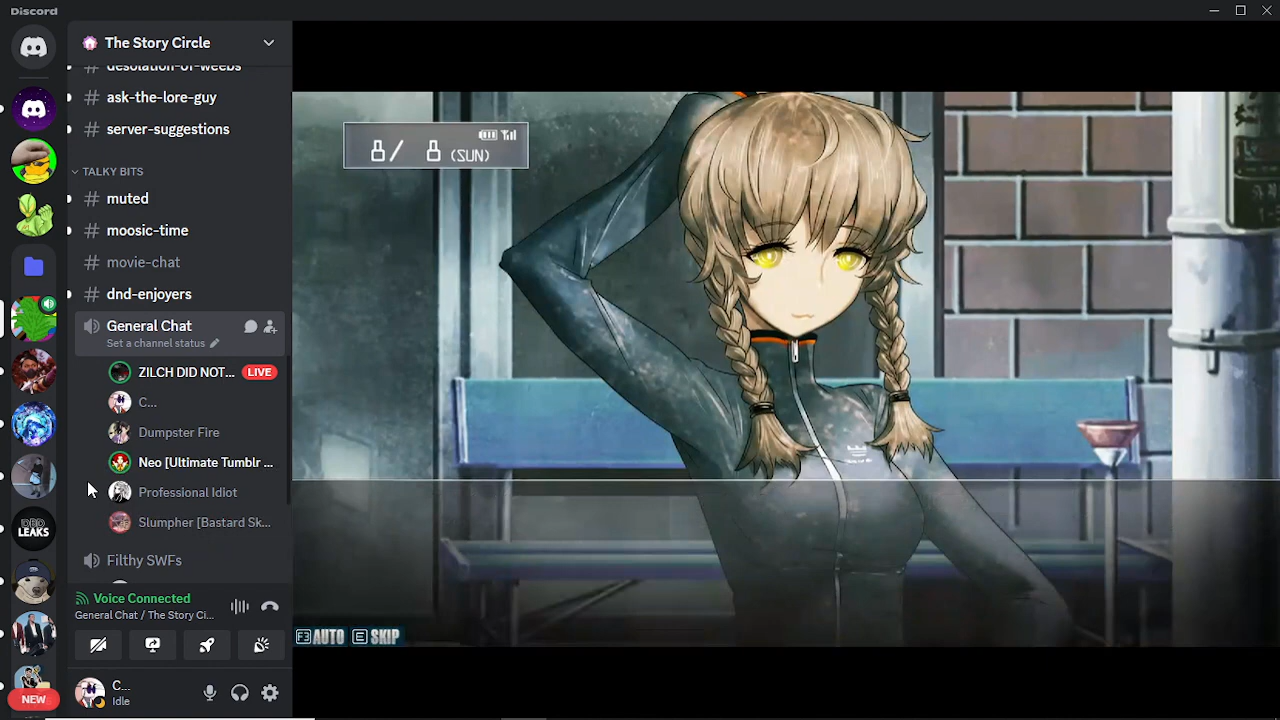 Discord
The Story Circle
desolation-of-weebs
ask-the-lore-guy
server-suggestions
TALKY BITS
muted
moosic-time
movie-chat
dnd-enjoyers
General Chat
Set a channel status
ZILCH DID NOT... LIVE
C...
Dumpster Fire
Neo [Ultimate Tumblr ...
Professional Idiot
Slumpher [Bastard Sk...
Filthy SWFs
Voice Connected
General Chat / The Story Ci...
C...
Idle
NEW
DBD
LEAKS
8/ 8 (SUN)
F3 AUTO E SKIP